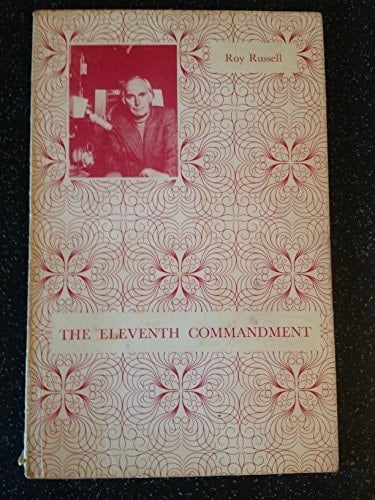 Roy Russell
THE ELEVENTH COMMANDMENT